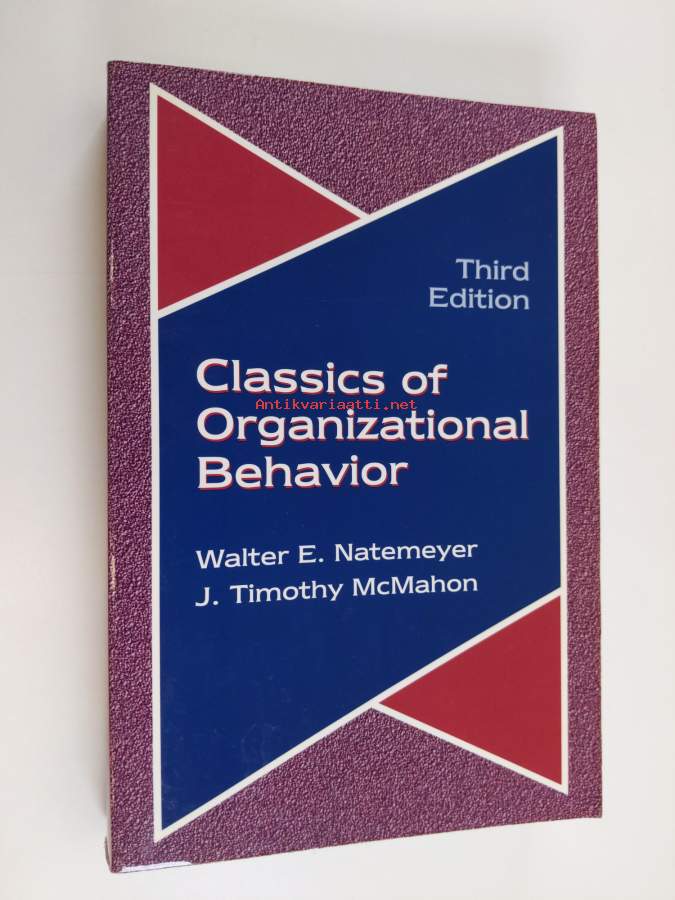 Third
Edition
Classics of
Antikvariaatti.net
Organizational
Behavior
Walter E. Natemeyer
J. Timothy McMahon